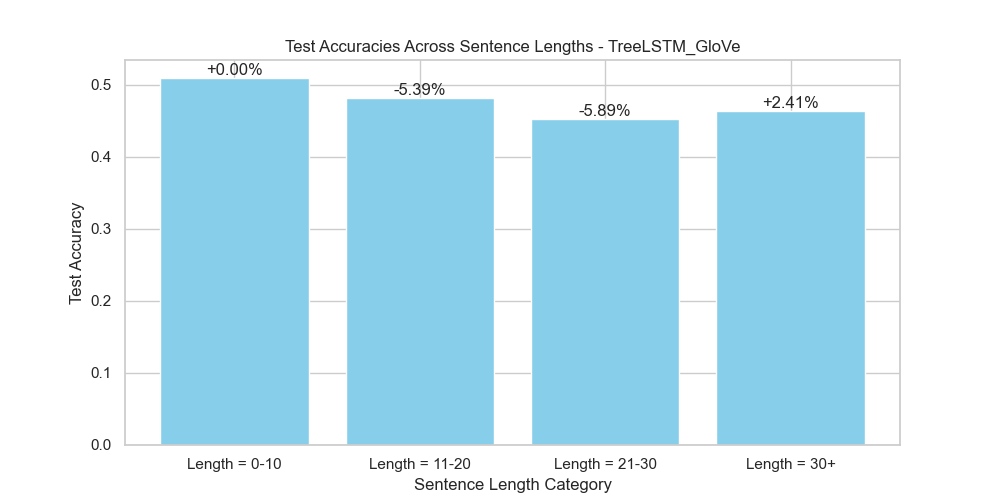 Test Accuracies Across Sentence Lengths - TreeLSTM_GloVe
+0.00%
-5.39%
-5.89%
+2.41%
0.5
0.4
0.3
0.2
0.1
0.0
Test Accuracy
Length = 0-10
Length = 11-20
Length = 21-30
Length = 30+
Sentence Length Category